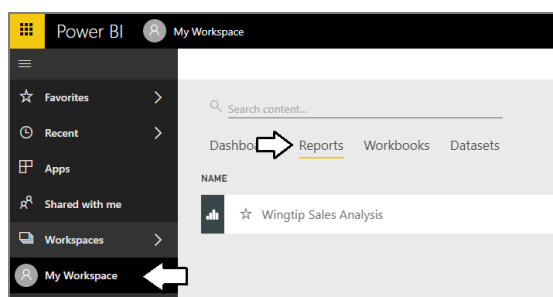 Power BI My Workspace
Favorites
Recent
Apps
Shared with me
Workspaces
My Workspace
Search content...
Dashbo Reports Workbooks Datasets
NAME
Wingtip Sales Analysis